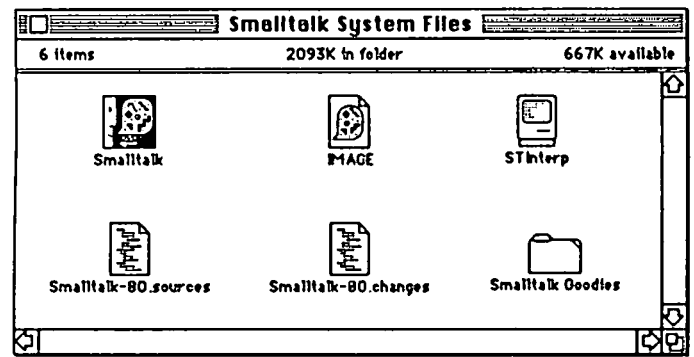 Smalltalk System Files
6 items 2093K in folder 667K available
Smalltalk IMAGE STInterp
Smalltalk-80.sources Smalltalk-80.changes Smalltalk Goodies